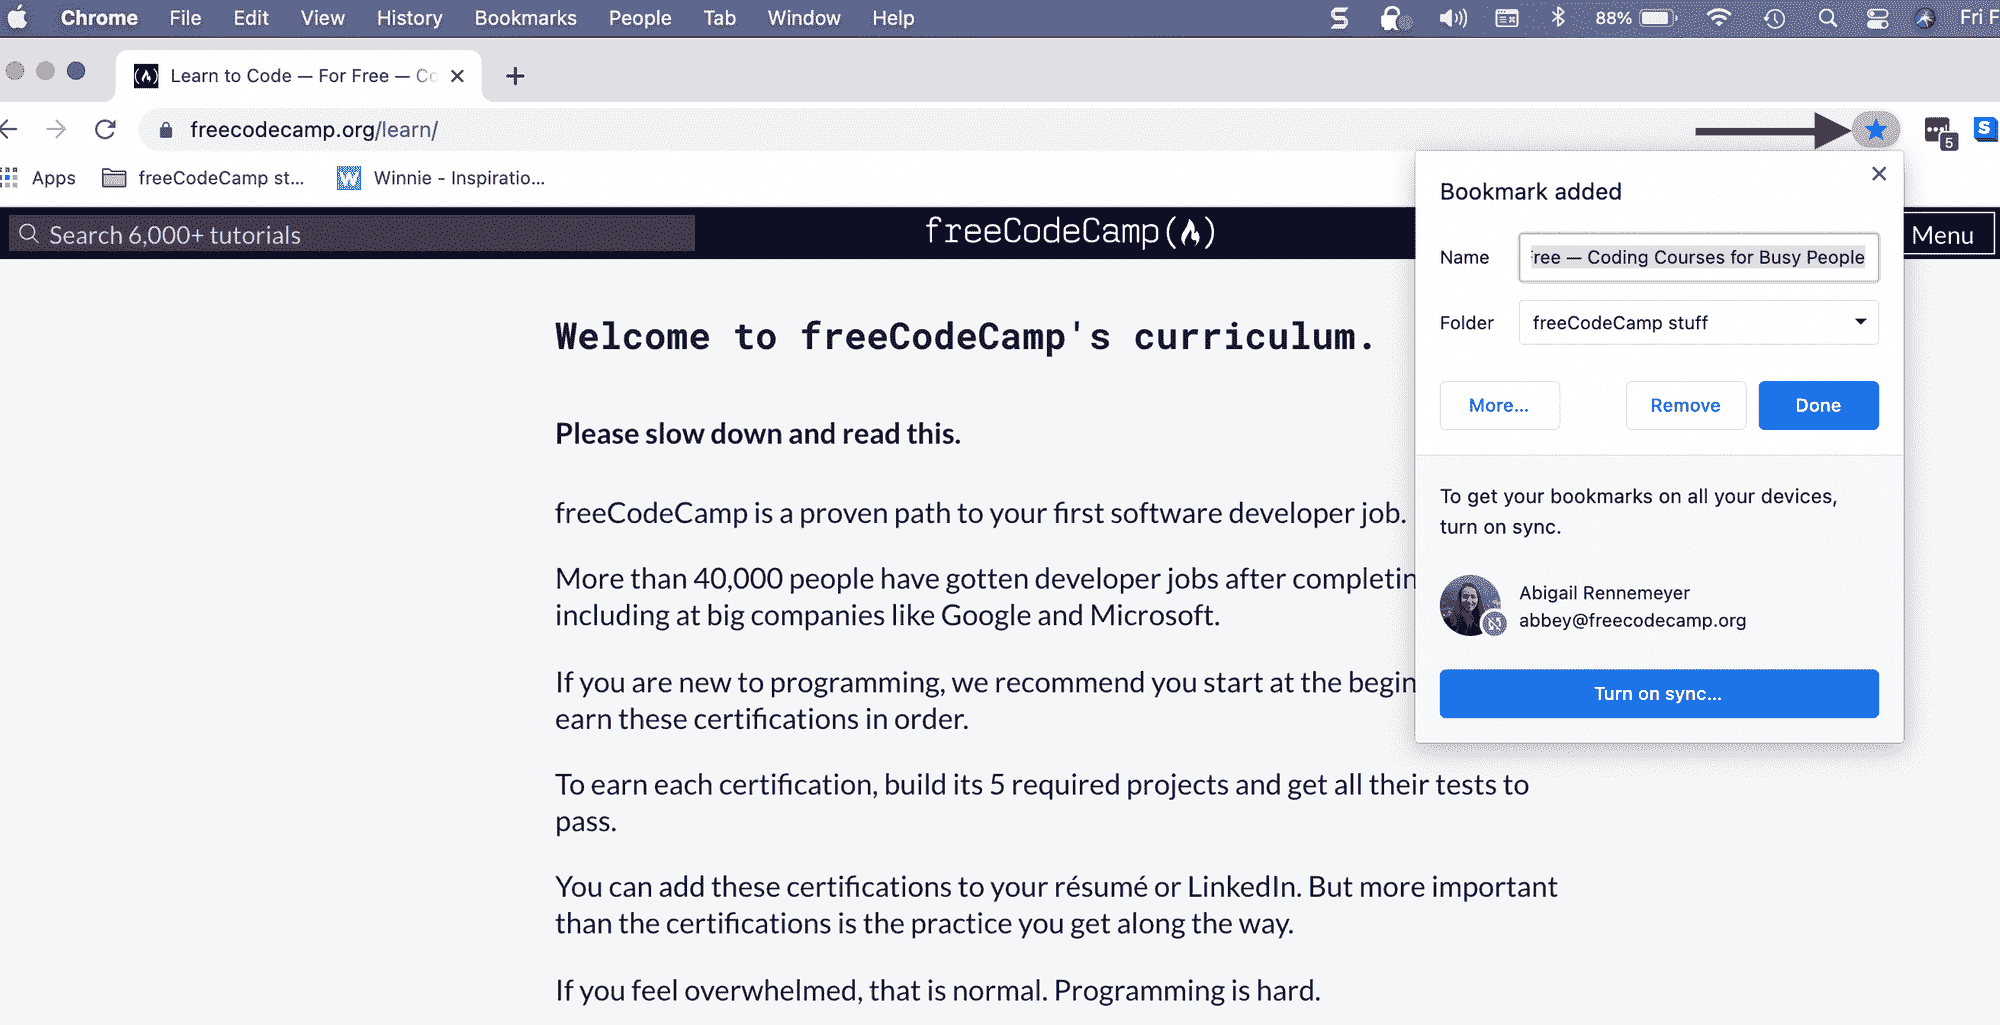 Chrome File Edit View History Bookmarks People Tab Window Help 88% Fri F
Learn to Code — For Free — Co
freecodecamp.org/learn/
5
S
Apps freeCodeCamp st... Winnie - Inspiratio...
Search 6,000+ tutorials
freeCodeCamp(
Menu
Welcome to freeCodeCamp's curriculum.
Please slow down and read this.
freeCodeCamp is a proven path to your first software developer job.
More than 40,000 people have gotten developer jobs after completin
including at big companies like Google and Microsoft.
If you are new to programming, we recommend you start at the begin
earn these certifications in order.
To earn each certification, build its 5 required projects and get all their tests to
pass.
You can add these certifications to your résumé or LinkedIn. But more important
than the certifications is the practice you get along the way.
If you feel overwhelmed, that is normal. Programming is hard.
Bookmark added
Name ree — Coding Courses for Busy People
Folder freeCodeCamp stuff
More... Remove Done
To get your bookmarks on all your devices,
turn on sync.
Abigail Rennemeyer
abbey@freecodecamp.org
Turn on sync...